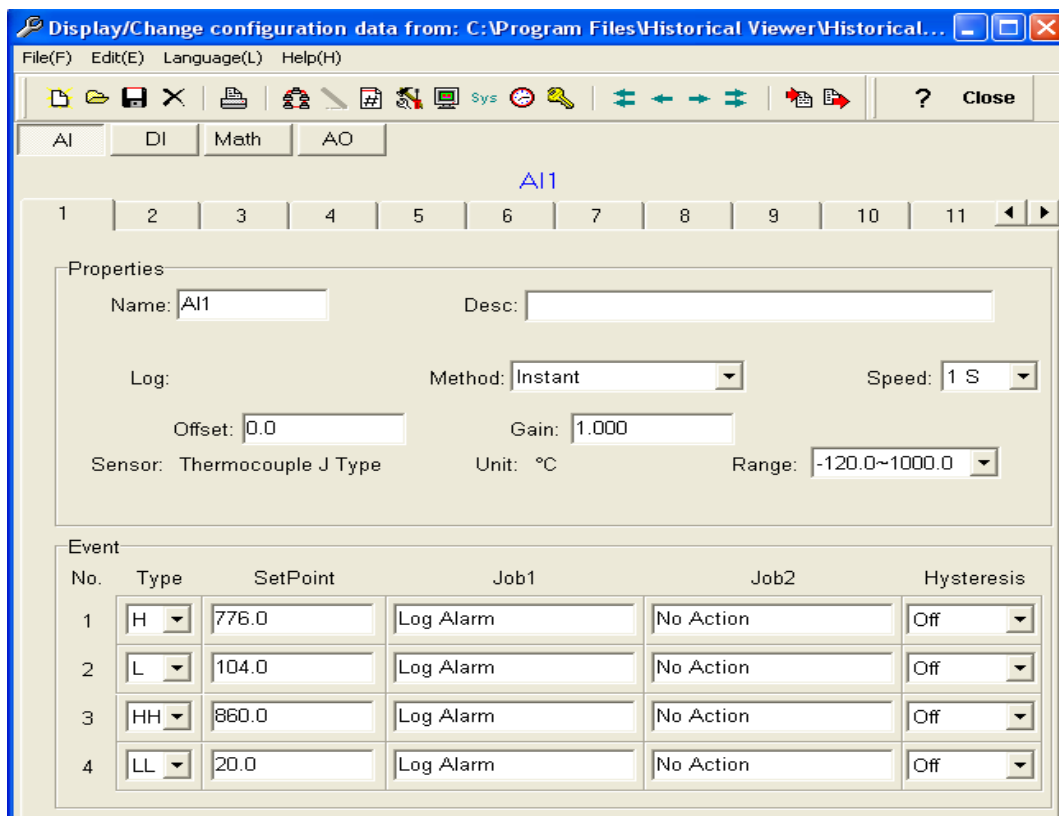 Display/Change configuration data from: C:\Program Files\Historical Viewer\Historical...
File(F) Edit(E) Language(L) Help(H)
Sys ? Close
AI DI Math AO
AI1
1 2 3 4 5 6 7 8 9 10 11
Properties
Name: AI1 Desc:
Log: Method: Instant Speed: 1 S
Offset: 0.0 Gain: 1.000
Sensor: Thermocouple J Type Unit: °C Range: -120.0~1000.0
Event
No. Type SetPoint Job1 Job2 Hysteresis
1 H 776.0 Log Alarm No Action Off
2 L 104.0 Log Alarm No Action Off
3 HH 860.0 Log Alarm No Action Off
4 LL 20.0 Log Alarm No Action Off